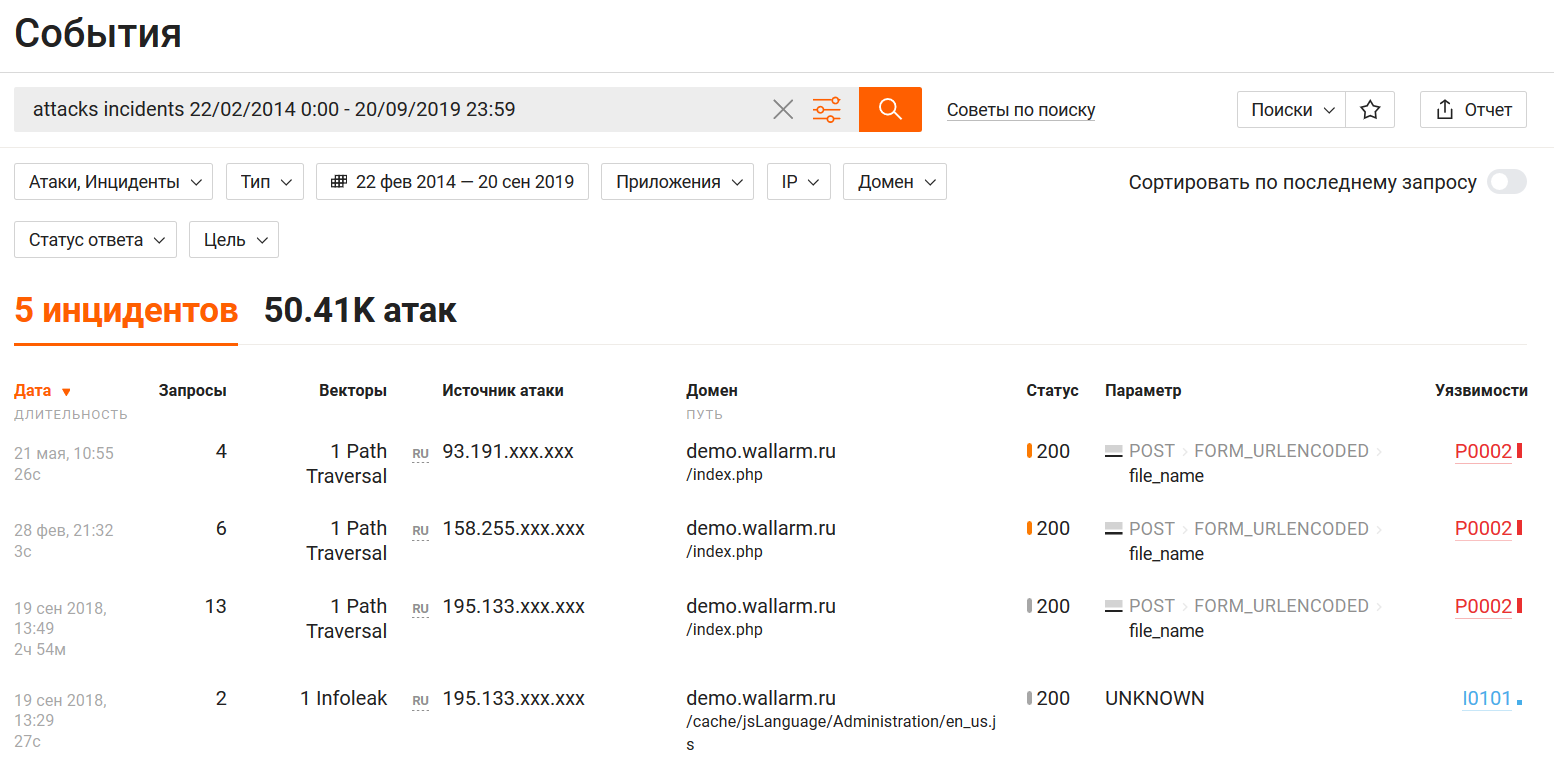 События
attacks incidents 22/02/2014 0:00 - 20/09/2019 23:59
Советы по поиску
Поиски
Отчет
Атаки, Инциденты
Тип
22 фев 2014 — 20 сен 2019
Приложения
IP
Домен
Сортировать по последнему запросу
Статус ответа
Цель
5 инцидентов
50.41K атак
Дата
Запросы
Векторы
Источник атаки
Домен
Статус
Параметр
Уязвимости
ДЛИТЕЛЬНОСТЬ
ПУТЬ
21 мая, 10:55
26с
4
1 Path
Traversal
RU 93.191.xxx.xxx
demo.wallarm.ru
/index.php
200
POST › FORM_URLENCODED ›
file_name
P0002
28 фев, 21:32
3с
6
1 Path
Traversal
RU 158.255.xxx.xxx
demo.wallarm.ru
/index.php
200
POST › FORM_URLENCODED ›
file_name
P0002
19 сен 2018,
13:49
2ч 54м
13
1 Path
Traversal
RU 195.133.xxx.xxx
demo.wallarm.ru
/index.php
200
POST › FORM_URLENCODED ›
file_name
P0002
19 сен 2018,
13:29
27с
2
1 Infoleak
RU 195.133.xxx.xxx
demo.wallarm.ru
/cache/jsLanguage/Administration/en_us.j
s
200
UNKNOWN
I0101